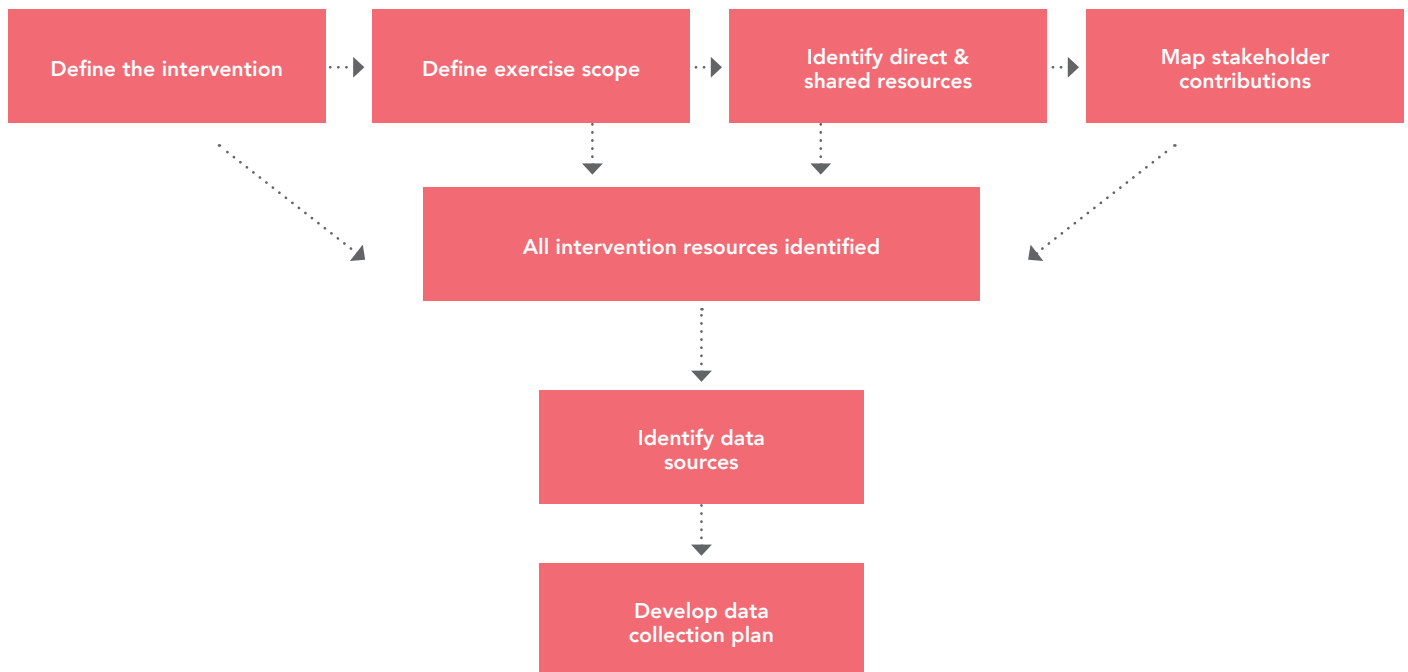 Define the intervention
Define exercise scope
Identify direct &
shared resources
Map stakeholder
contributions
All intervention resources identified
Identify data
sources
Develop data
collection plan